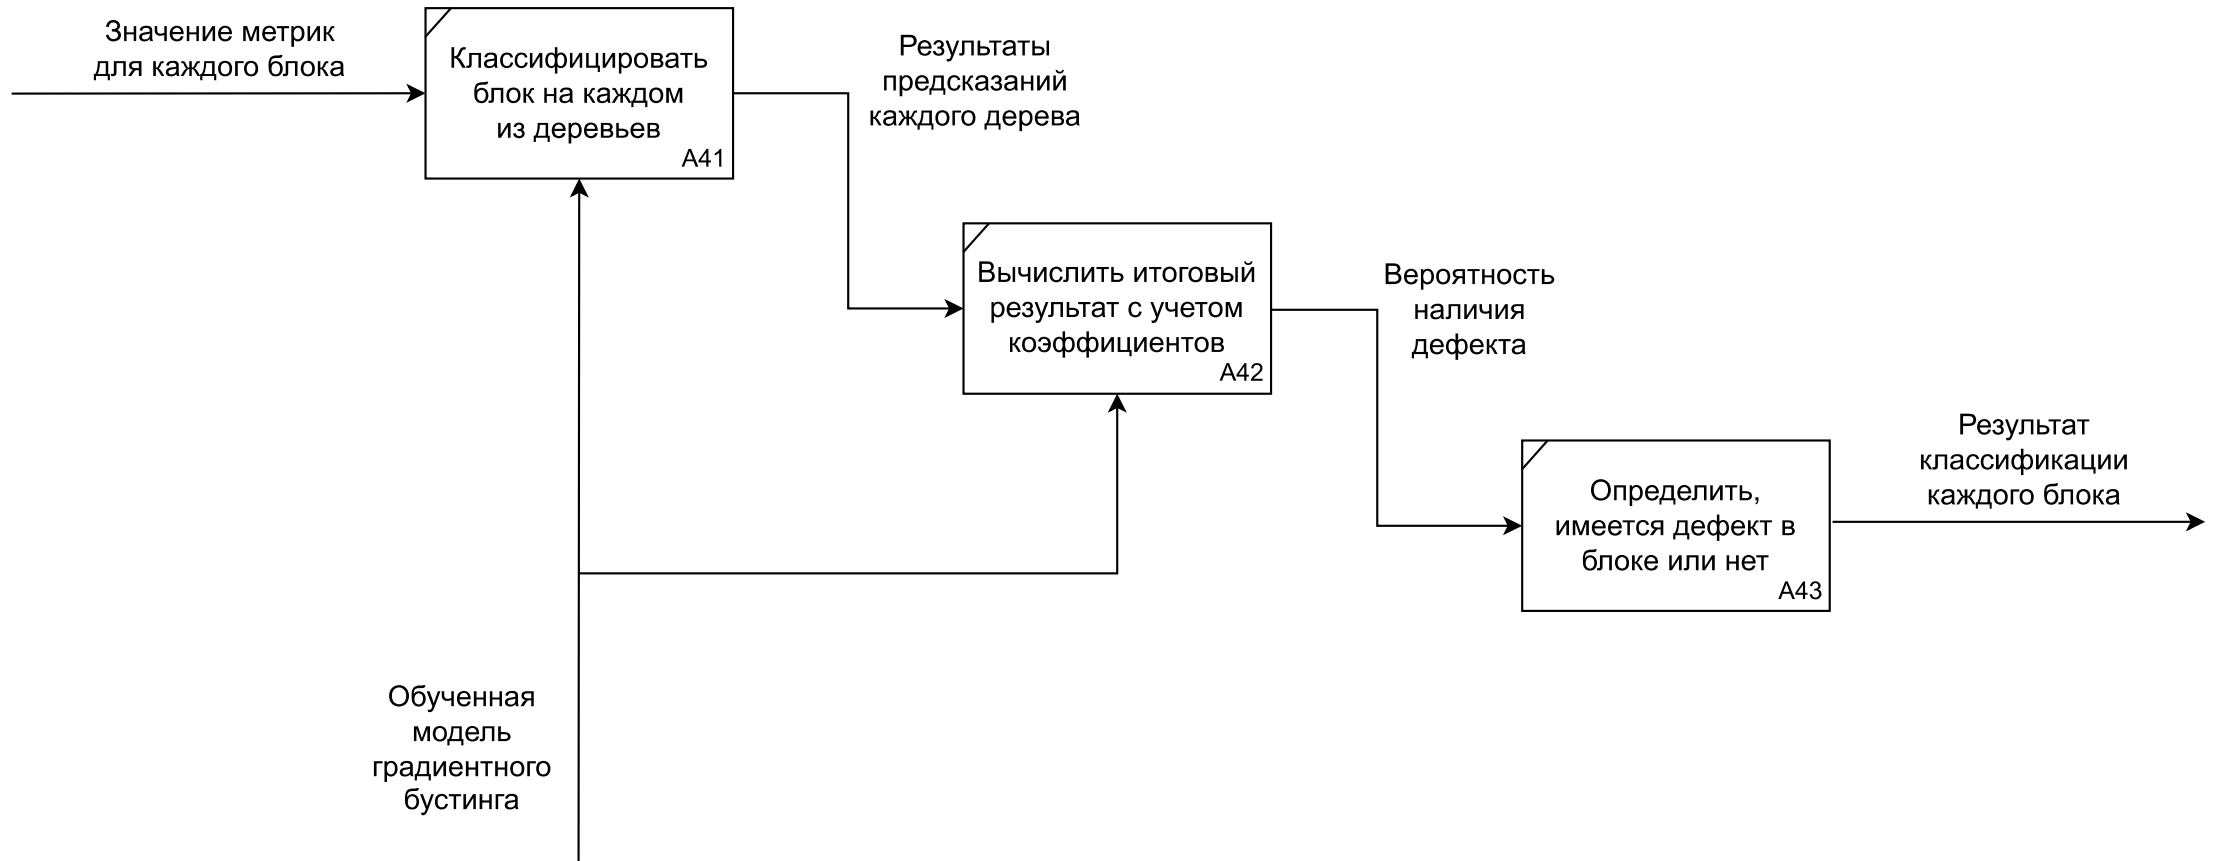 Значение метрик
для каждого блока
Классифицировать
блок на каждом
из деревьев
A41
Результаты
предсказаний
каждого дерева
Вычислить итоговый
результат с учетом
коэффициентов
A42
Вероятность
наличия
дефекта
Определить,
имеется дефект в
блоке или нет
A43
Результат
классификации
каждого блока
Обученная
модель
градиентного
бустинга